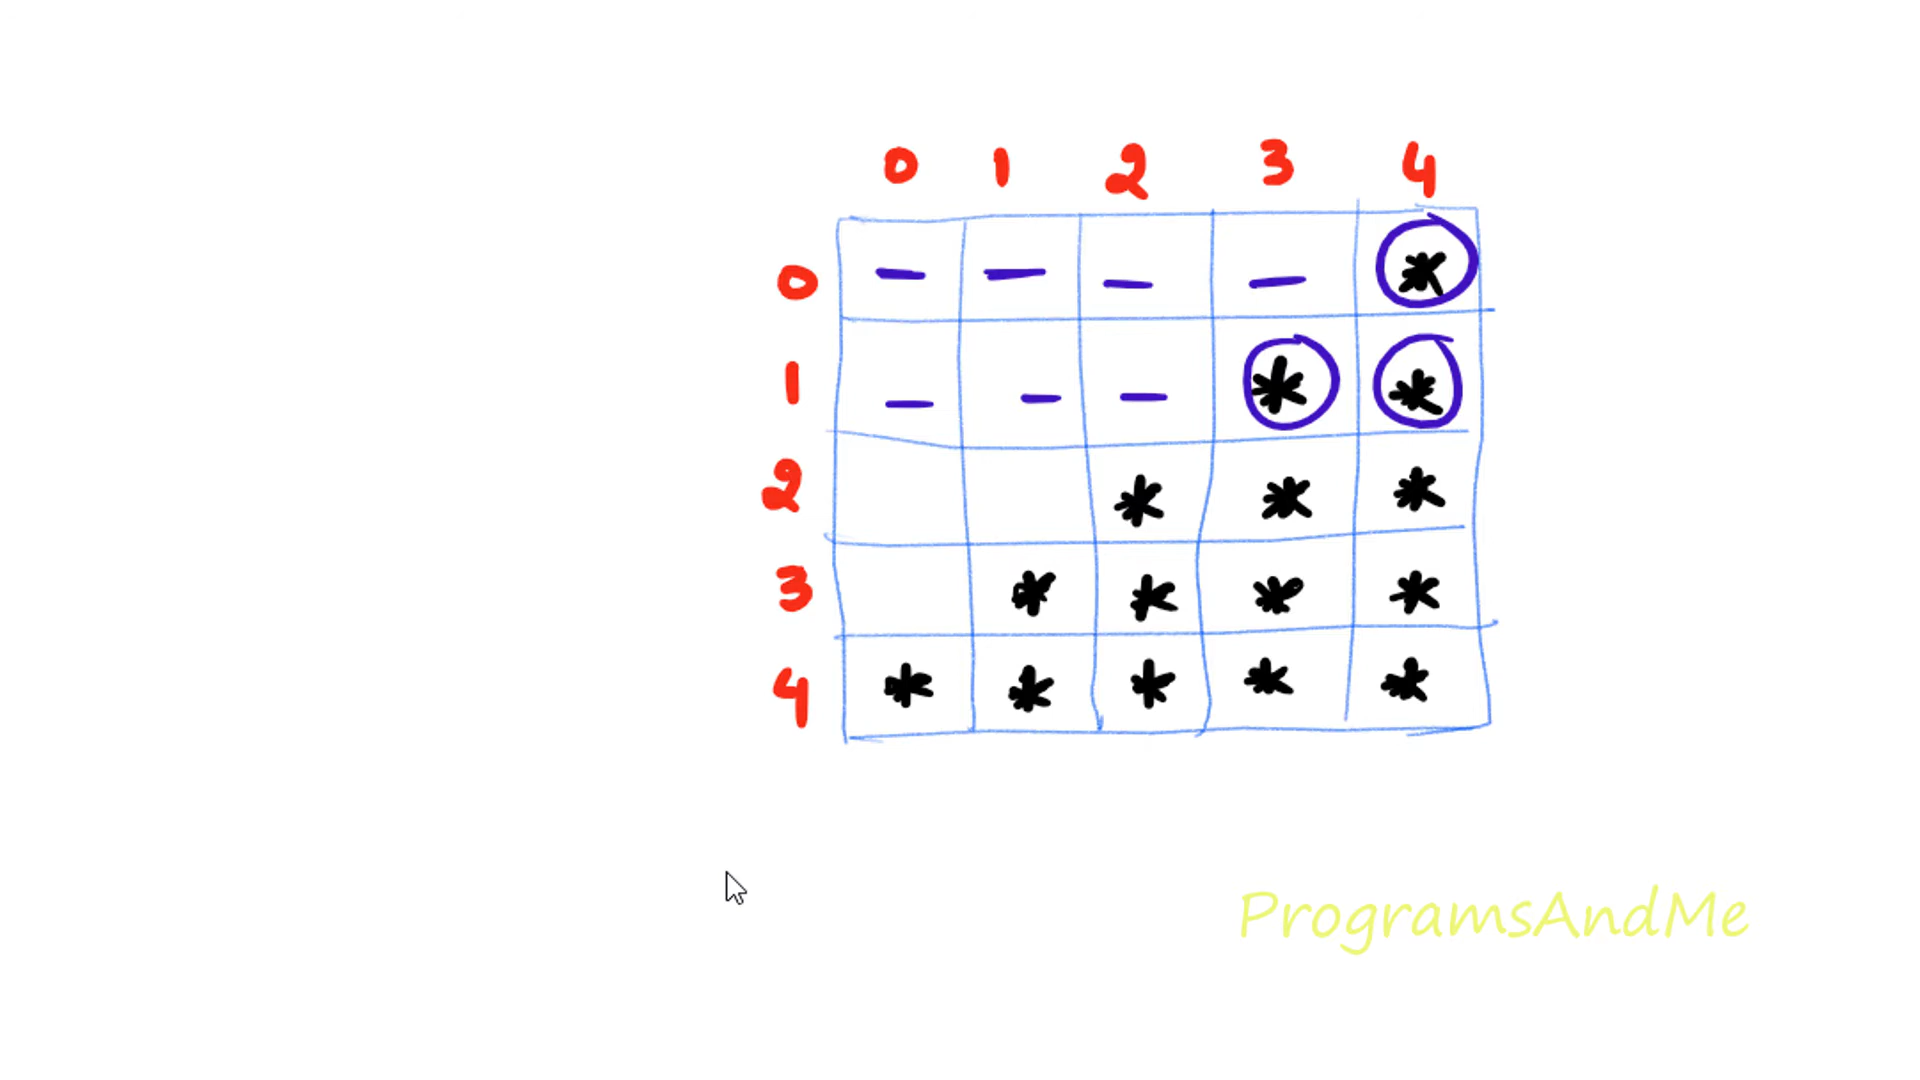 0 1 2 3 4
0 — — — — *
1 — — — * *
2 * * *
3 * * * *
4 * * * * *
ProgramsAndMe